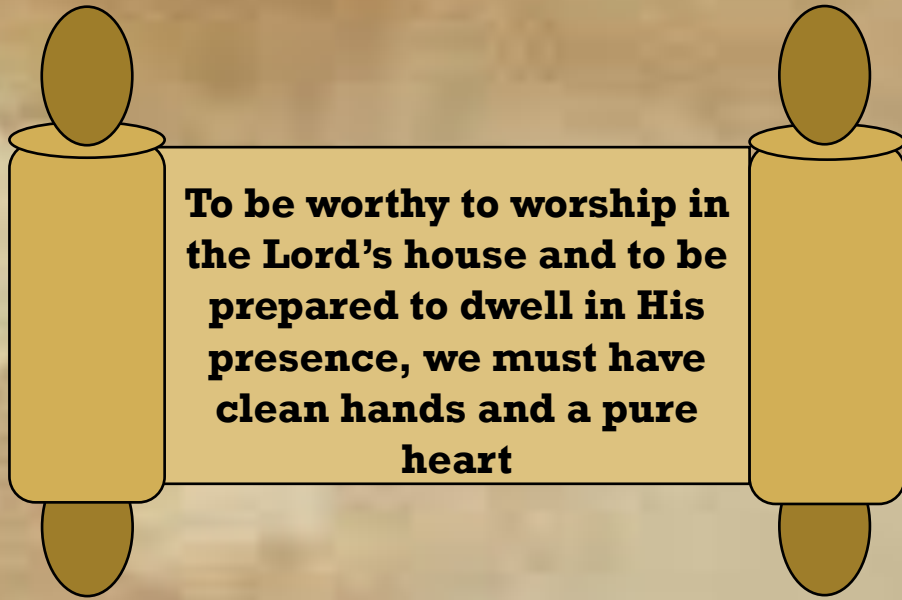 To be worthy to worship in
the Lord’s house and to be
prepared to dwell in His
presence, we must have
clean hands and a pure
heart